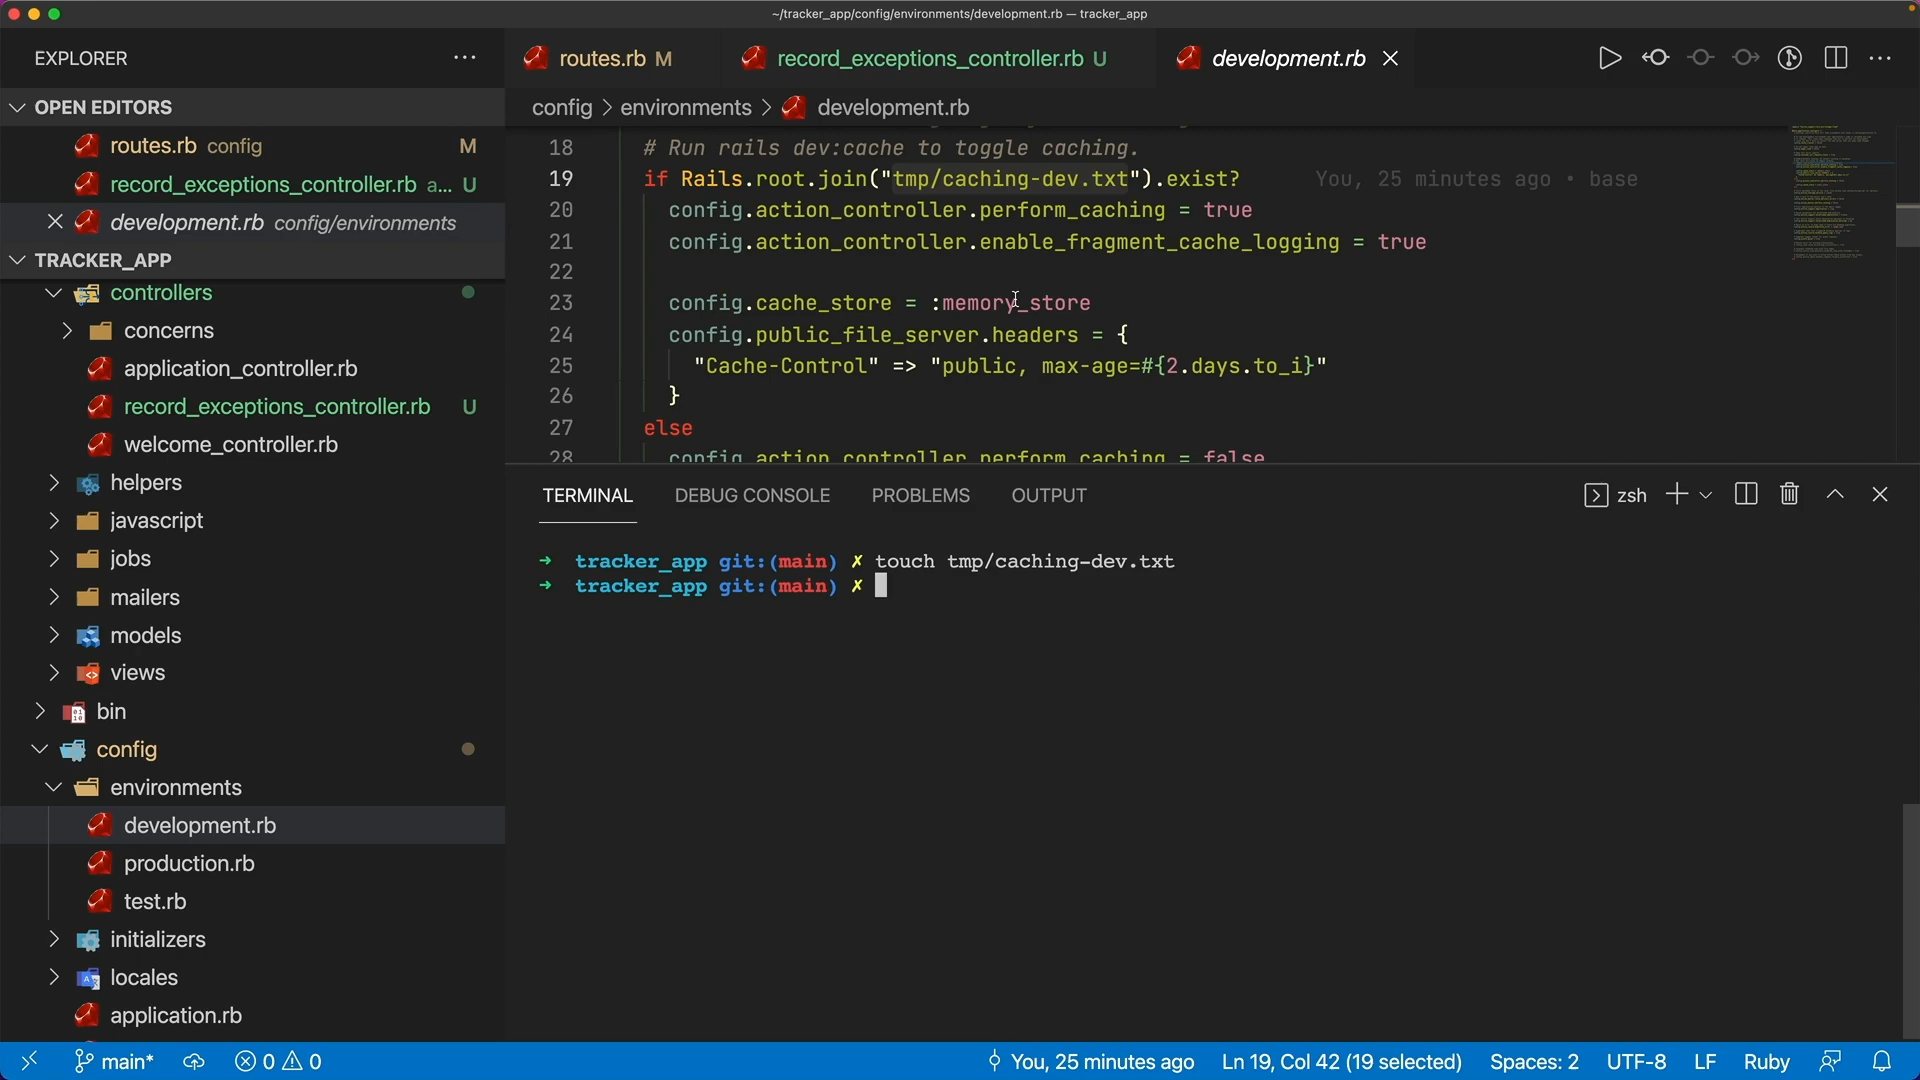 ~/tracker_app/config/environments/development.rb — tracker_app
EXPLORER
routes.rb M
record_exceptions_controller.rb U
development.rb
OPEN EDITORS
routes.rb config M
record_exceptions_controller.rb a... U
development.rb config/environments
TRACKER_APP
controllers
concerns
application_controller.rb
record_exceptions_controller.rb U
welcome_controller.rb
helpers
javascript
jobs
mailers
models
views
bin
config
environments
development.rb
production.rb
test.rb
initializers
locales
application.rb
config > environments > development.rb
18 # Run rails dev:cache to toggle caching.
19 if Rails.root.join("tmp/caching-dev.txt").exist? You, 25 minutes ago • base
20 config.action_controller.perform_caching = true
21 config.action_controller.enable_fragment_cache_logging = true
22
23 config.cache_store = :memory_store
24 config.public_file_server.headers = {
25 "Cache-Control" => "public, max-age=#{2.days.to_i}"
26 }
27 else
28 config.action_controller.perform_caching = false
TERMINAL DEBUG CONSOLE PROBLEMS OUTPUT
zsh
→ tracker_app git:(main) ✗ touch tmp/caching-dev.txt
→ tracker_app git:(main) ✗
main* 0 0 You, 25 minutes ago Ln 19, Col 42 (19 selected) Spaces: 2 UTF-8 LF Ruby